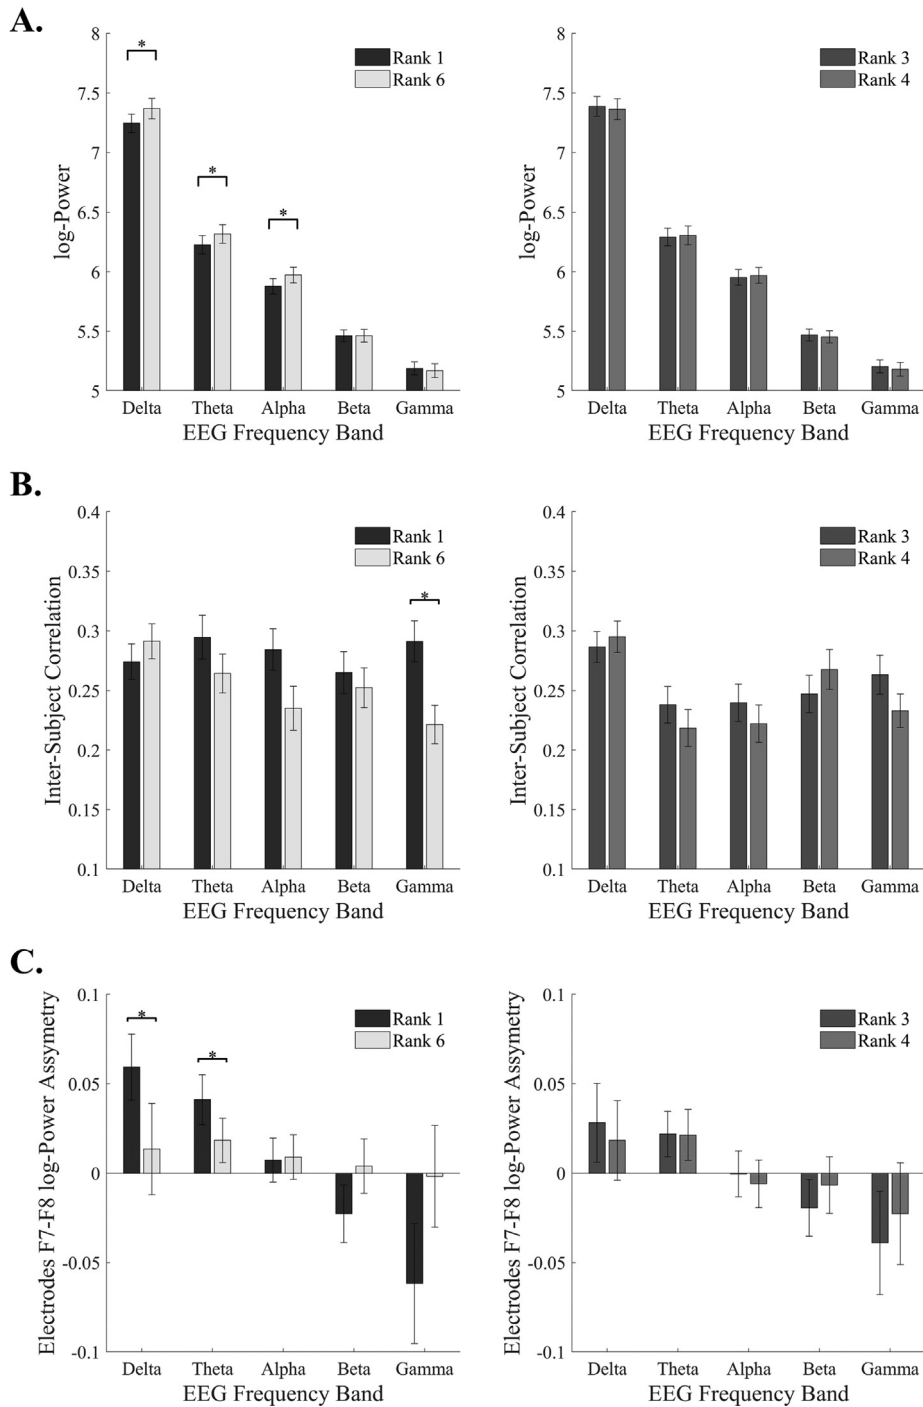 A.
8
7.5
7
6.5
6
5.5
5
log-Power
*
*
*
Rank 1
Rank 6
Delta Theta Alpha Beta Gamma
EEG Frequency Band
8
7.5
7
6.5
6
5.5
5
log-Power
Rank 3
Rank 4
Delta Theta Alpha Beta Gamma
EEG Frequency Band
B.
0.4
0.35
0.3
0.25
0.2
0.15
0.1
Inter-Subject Correlation
Rank 1
Rank 6
*
Delta Theta Alpha Beta Gamma
EEG Frequency Band
0.4
0.35
0.3
0.25
0.2
0.15
0.1
Inter-Subject Correlation
Rank 3
Rank 4
Delta Theta Alpha Beta Gamma
EEG Frequency Band
C.
0.1
0.05
0
-0.05
-0.1
Electrodes F7-F8 log-Power Assymetry
*
*
Rank 1
Rank 6
Delta Theta Alpha Beta Gamma
EEG Frequency Band
0.1
0.05
0
-0.05
-0.1
Electrodes F7-F8 log-Power Assymetry
Rank 3
Rank 4
Delta Theta Alpha Beta Gamma
EEG Frequency Band